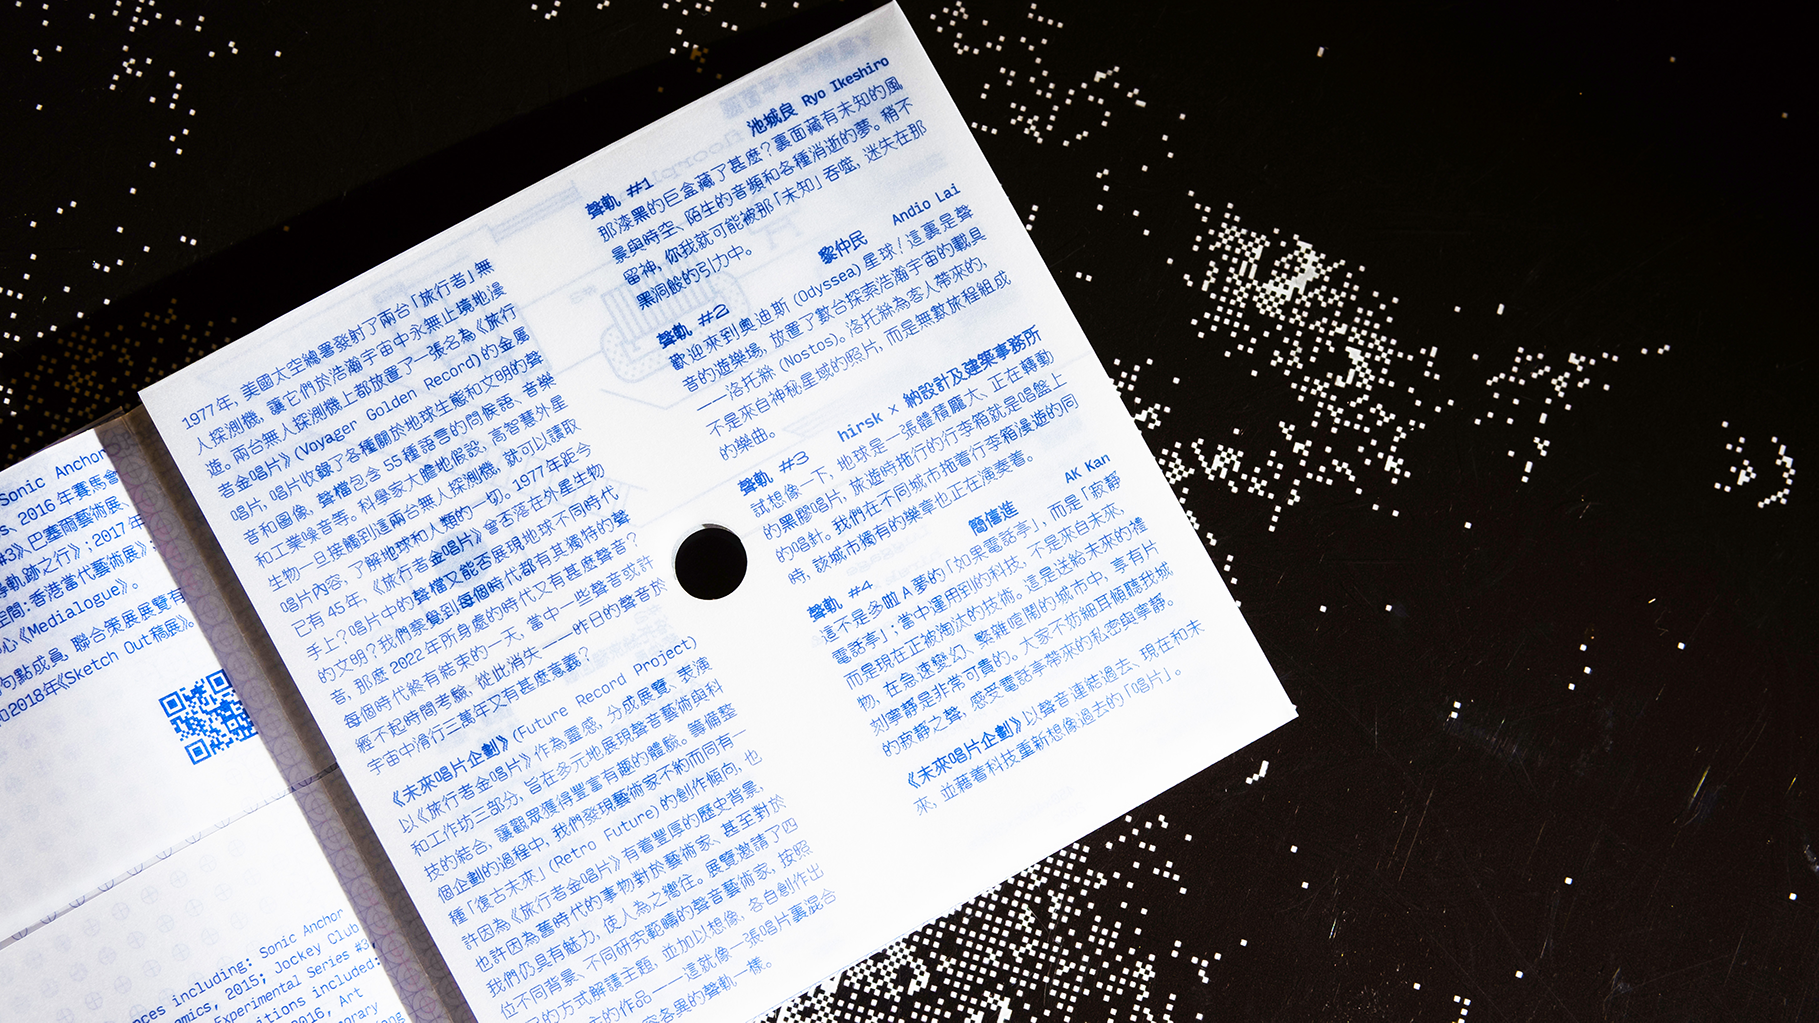 Sonic Anchor
2016年賽馬會
#3》、巴塞爾藝術展、
跡之行》;2017年
空間:香港當代藝術展》
心《Medialogue》。
句點成員, 聯合策展展覽有
2018年《Sketch Out稿展》。
including: Sonic Anchor
2015; Jockey Club
Experimental Series #3
included:
2016, Art
1977年, 美國太空總署發射了兩台「旅行者」無
人探測機, 讓它們於浩瀚宇宙中永無止境地漫
遊。兩台無人探測機上都放置了一張名為《旅行
者金唱片》(Voyager Golden Record)的金屬
唱片, 唱片收錄了各種關於地球生態和文明的聲
音和圖像, 聲檔包含55種語言的問候語、音樂
和工業噪音等。科學家大膽地假設, 高智慧外星
生物一旦接觸到這兩台無人探測機, 就可以讀取
唱片內容, 了解地球和人類的一切。1977年距今
已有45年,《旅行者金唱片》會否落在外星生物
手上?唱片中的聲檔又能否展現地球不同時代,
的文明?我們察覺到每個時代都有其獨特的聲
音, 那麼2022年所身處的時代又有甚麼聲音?
每個時代終有結束的一天, 當中一些聲音或許
經不起時間考驗, 從此消失——昨日的聲音於
宇宙中滑行三萬年又有甚麼意義?
《未來唱片企劃》(Future Record Project)
以《旅行者金唱片》作為靈感, 分成展覽、表演
和工作坊三部分, 旨在多元地展現聲音藝術與科
技的結合, 讓觀眾獲得豐富有趣的體驗。籌備整
個企劃的過程中, 我們發現藝術家不約而同有一
種「復古未來」(Retro Future)的創作傾向, 也
許因為《旅行者金唱片》有着豐厚的歷史背景,
也許因為舊時代的事物對於藝術家、甚至對於
我們仍具有魅力, 使人為之嚮往。展覽邀請了四
位不同背景、不同研究範疇的聲音藝術家, 按照
的方式解讀主題, 並加以想像, 各自創作出
的作品——這就像一張唱片裏混合
各異的聲軌一樣。
聲軌 #1
池城良 Ryo Ikeshiro
那漆黑的巨盒藏了甚麼?裏面藏有未知的風
景與時空、陌生的音頻和各種消逝的夢。稍不
留神, 你我就可能被那「未知」吞噬, 迷失在那
黑洞般的引力中。
聲軌 #2
黎仲民 Andio Lai
歡迎來到奧迪斯(Odyssea)星球!這裏是聲
音的遊樂場, 放置了數台探索浩瀚宇宙的載具
——洛托絲(Nostos)。洛托絲為客人帶來的,
不是來自神秘星域的照片, 而是無數旅程組成
的樂曲。
聲軌 #3
hirsk × 納設計及建築事務所
試想像一下, 地球是一張體積龐大、正在轉動
的黑膠唱片, 旅遊時拖行的行李箱就是唱盤上
的唱針。我們在不同城市拖着行李箱漫遊的同
時, 該城市獨有的樂章也正在演奏着。
聲軌 #4
簡信進 AK Kan
這不是多啦A夢的「如果電話亭」, 而是「寂靜
電話亭」; 當中運用到的科技, 不是來自未來,
而是現在正被淘汰的技術。這是送給未來的禮
物, 在急速變幻、繁雜喧鬧的城市中, 享有片
刻寧靜是非常可貴的。大家不妨細耳傾聽我城
的寂靜之聲, 感受電話亭帶來的私密與寧靜。
《未來唱片企劃》以聲音連結過去、現在和未
來, 並藉着科技重新想像過去的「唱片」。